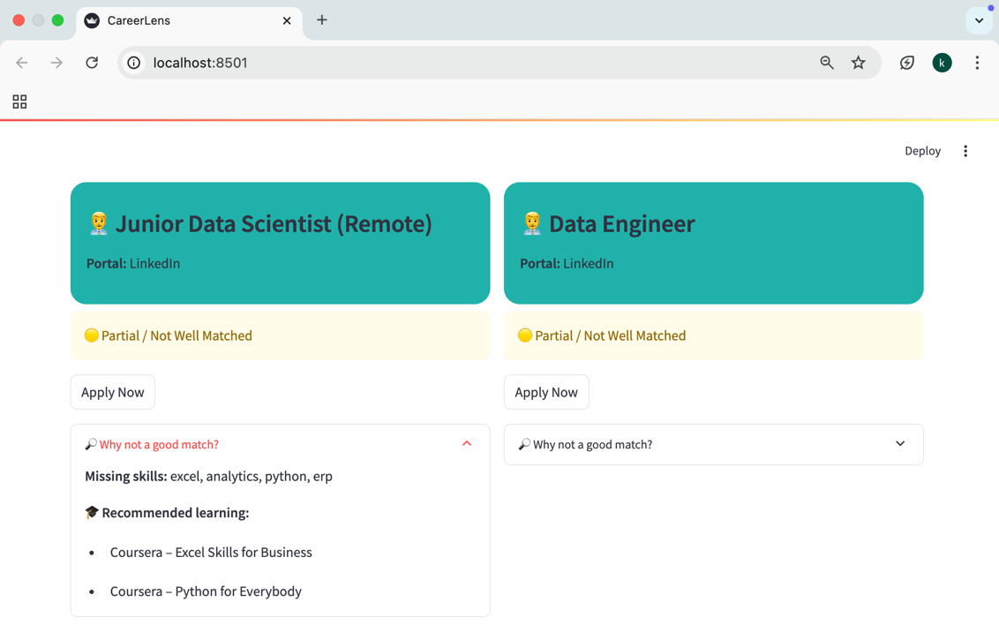 CareerLens
localhost:8501
k
Deploy
Junior Data Scientist (Remote)
Portal: LinkedIn
Partial / Not Well Matched
Apply Now
Why not a good match?
Missing skills: excel, analytics, python, erp
Recommended learning:
• Coursera – Excel Skills for Business
• Coursera – Python for Everybody
Data Engineer
Portal: LinkedIn
Partial / Not Well Matched
Apply Now
Why not a good match?